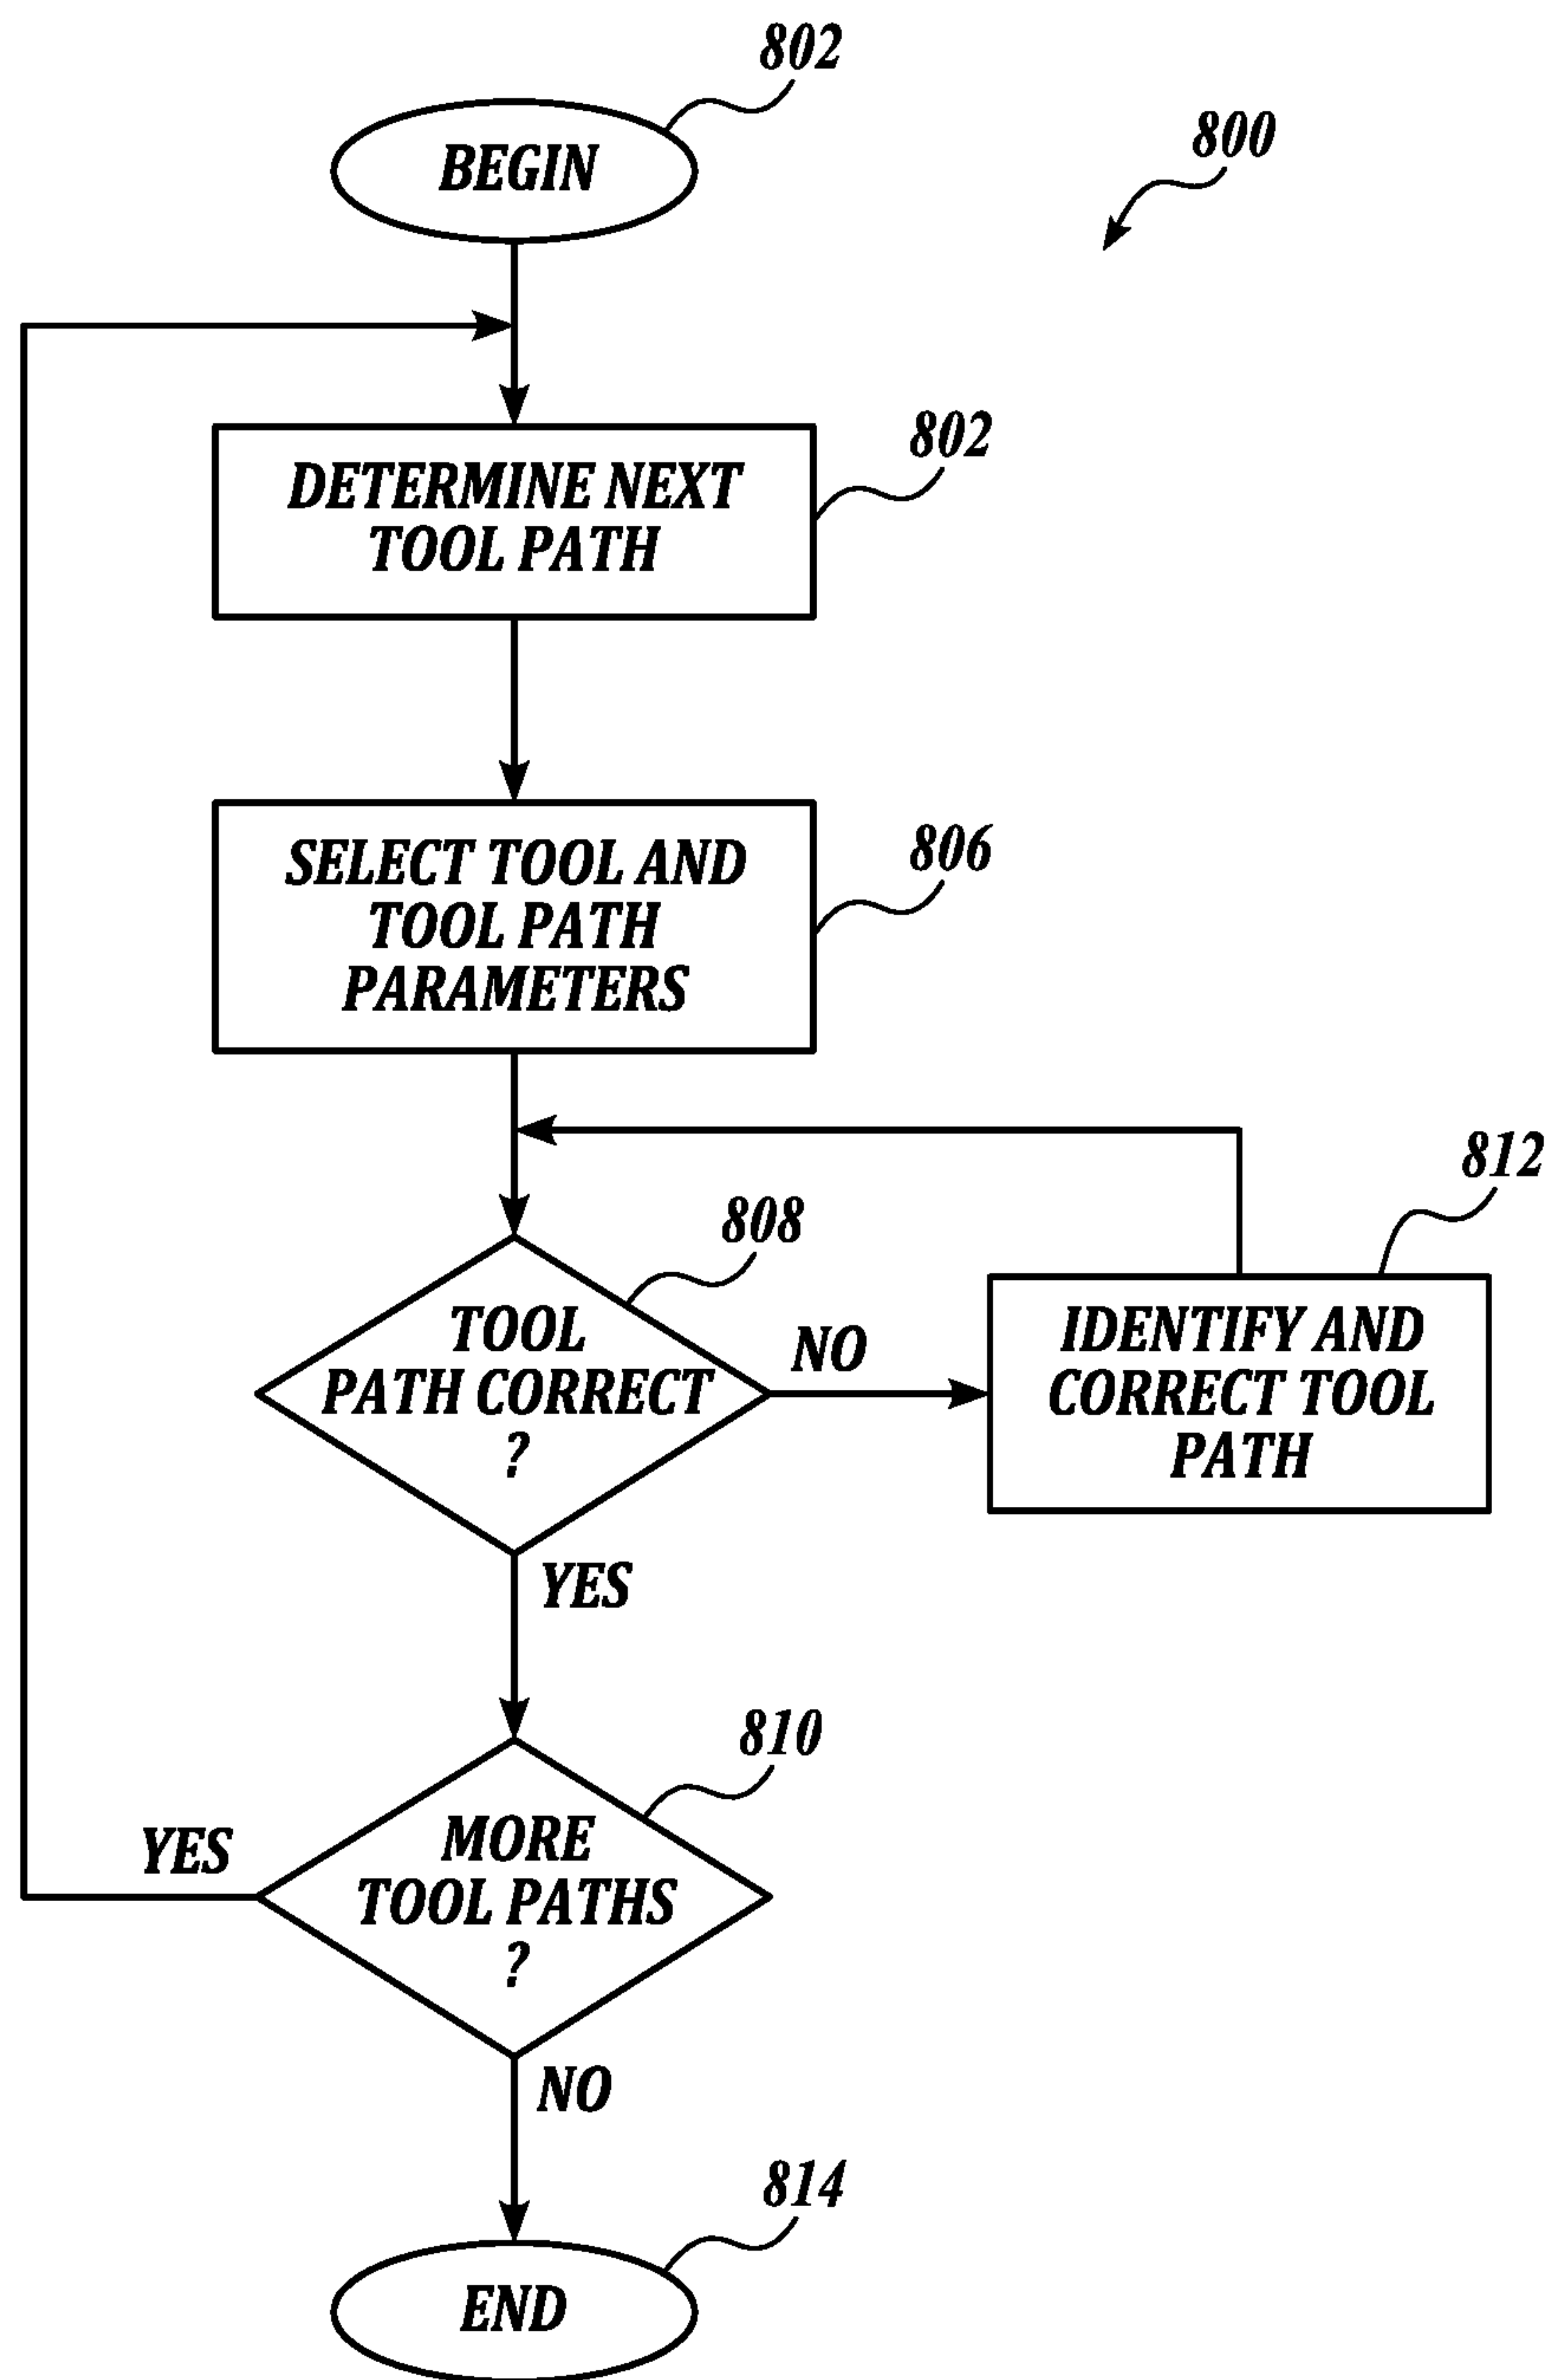 802
BEGIN
800
802
DETERMINE NEXT
TOOL PATH
806
SELECT TOOL AND
TOOL PATH
PARAMETERS
808
TOOL
PATH CORRECT
?
NO
812
IDENTIFY AND
CORRECT TOOL
PATH
YES
810
MORE
TOOL PATHS
?
YES
NO
814
END